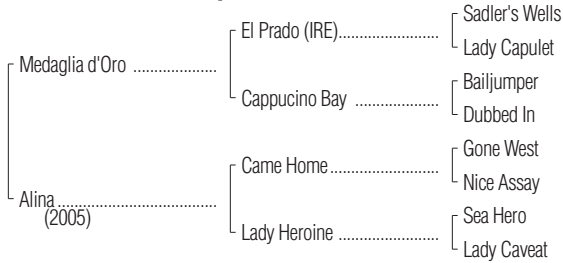 Sadler's Wells
El Prado (IRE)....................
Lady Capulet
Medaglia d'Oro ..................
Bailjumper
Cappucino Bay ..................
Dubbed In
Gone West
Came Home.......................
Nice Assay
Alina..................................
(2005)
Sea Hero
Lady Heroine .....................
Lady Caveat